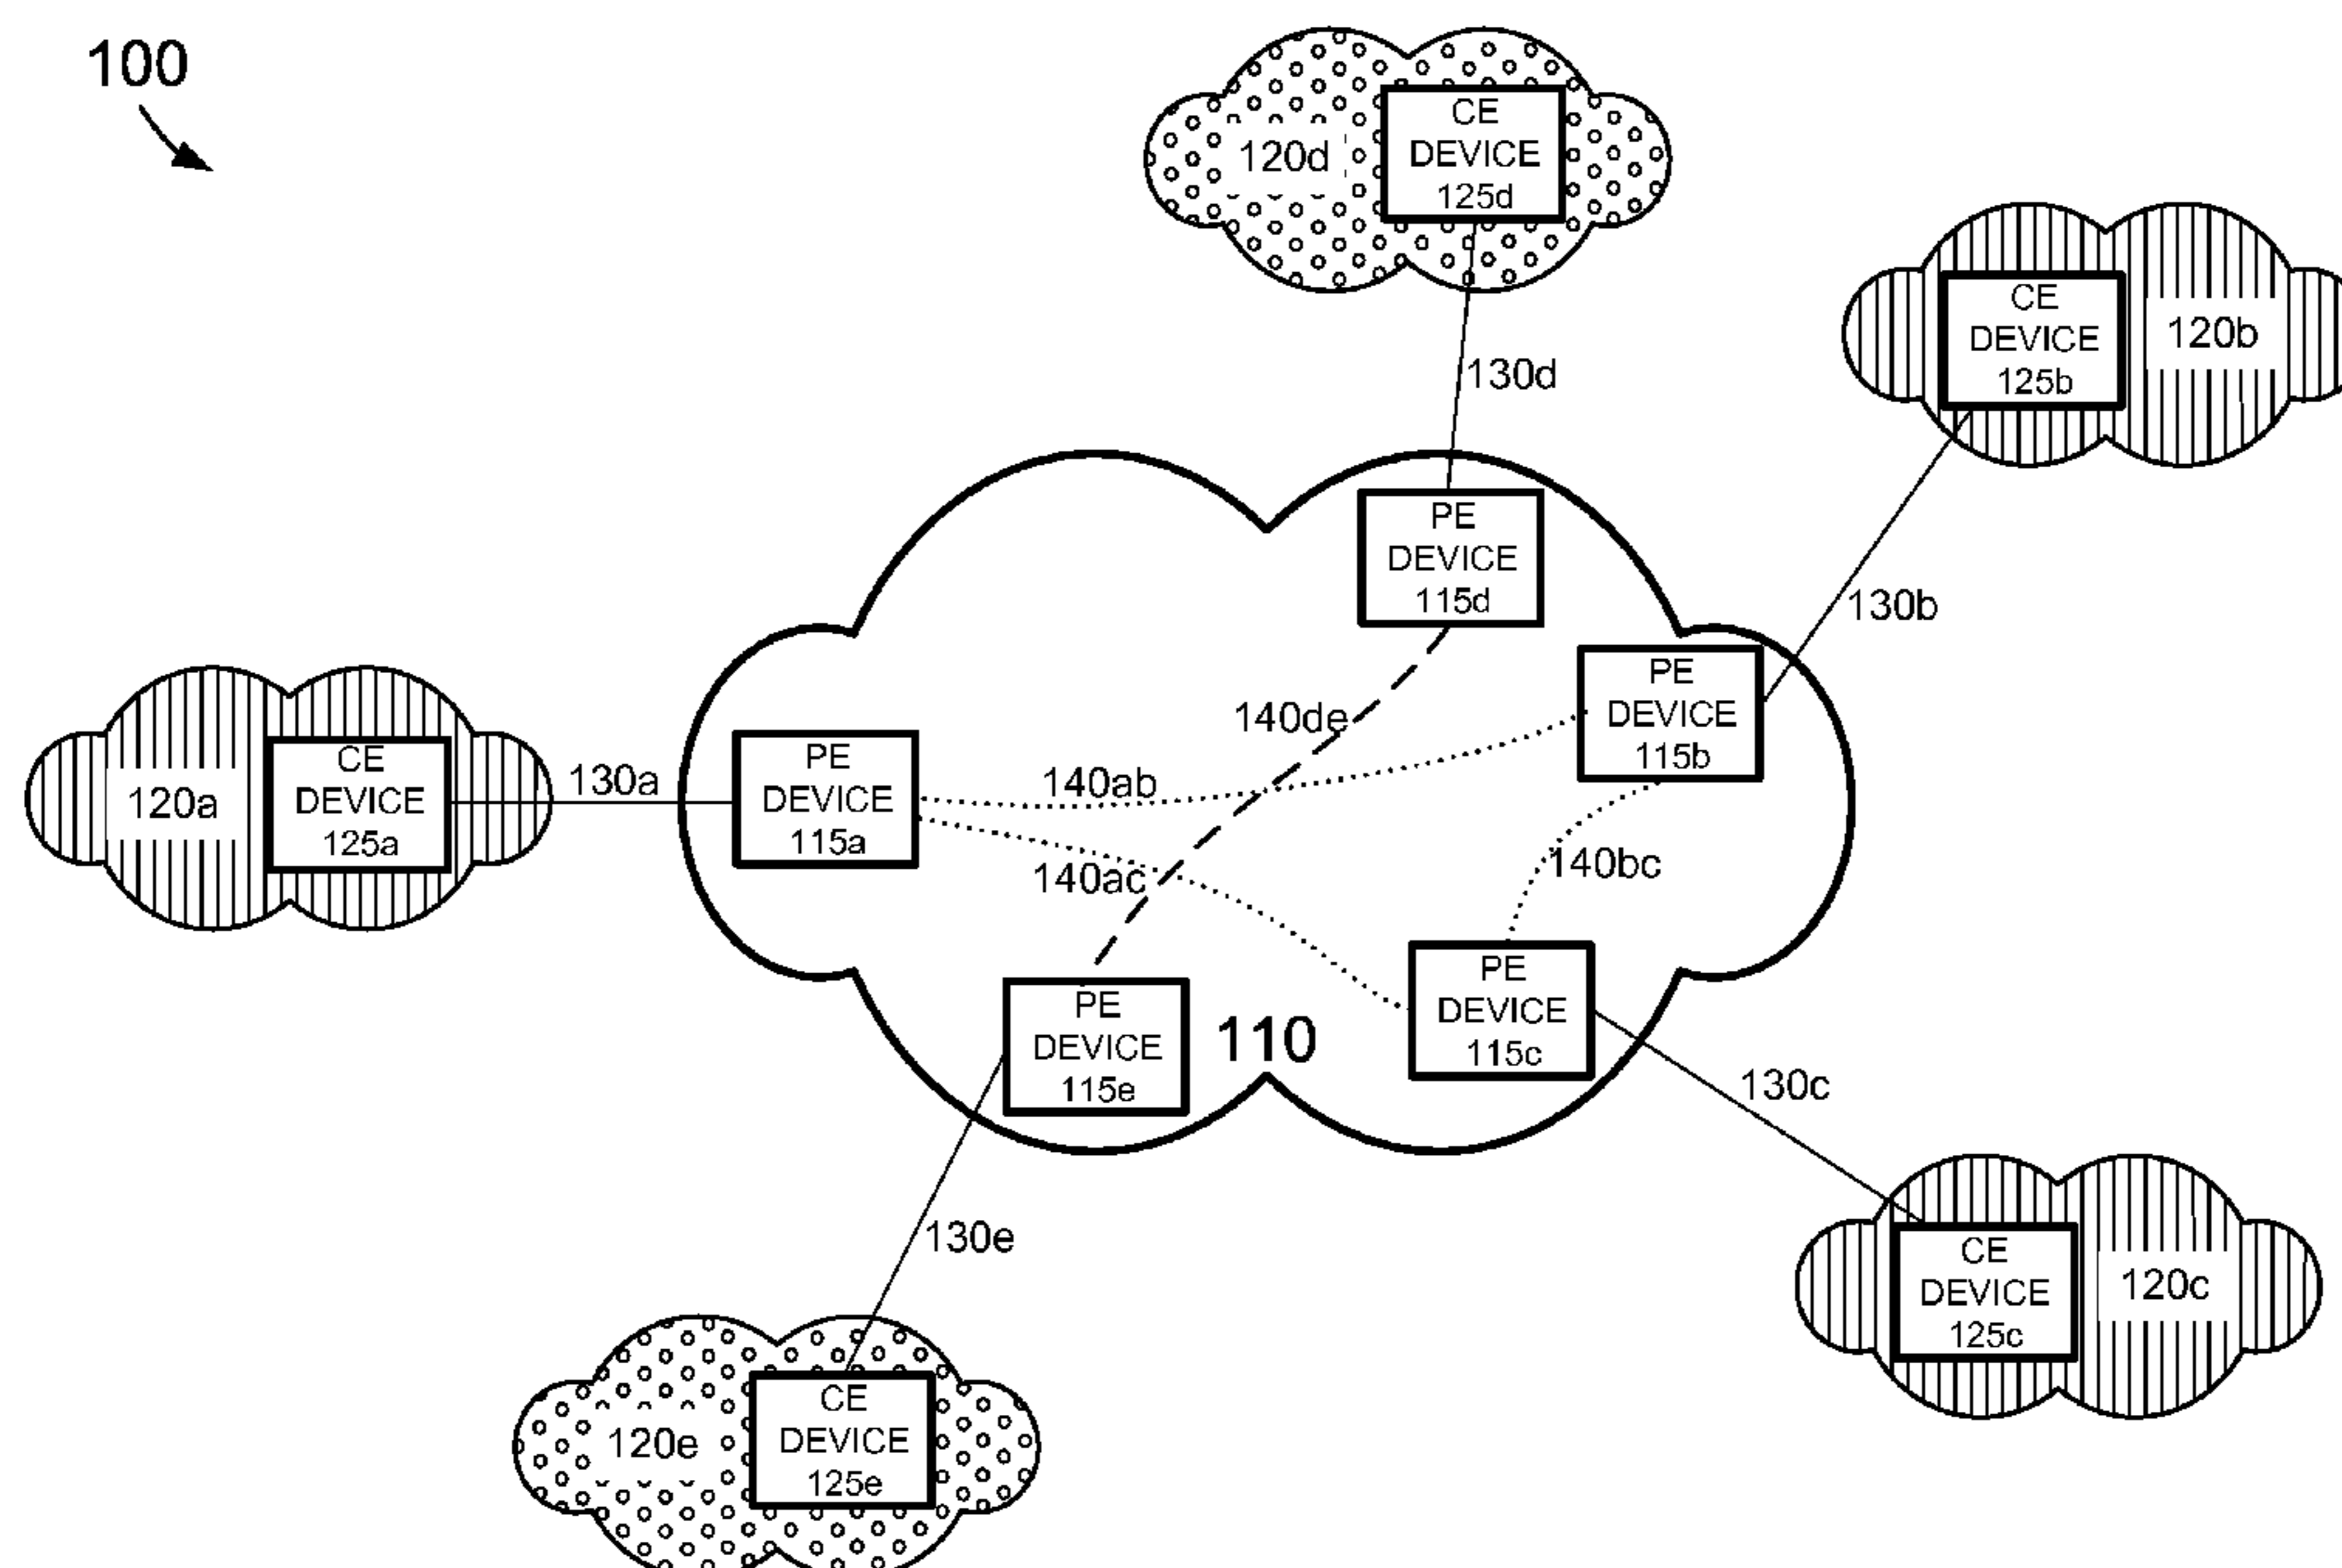 100
CE
DEVICE
125d
120d
CE
DEVICE
125b
120b
130d
PE
DEVICE
115d
130b
PE
DEVICE
115b
140de
120a
CE
DEVICE
125a
130a
PE
DEVICE
115a
140ab
140ac
140bc
PE
DEVICE
115e
110
PE
DEVICE
115c
130c
130e
CE
DEVICE
125c
120c
120e
CE
DEVICE
125e